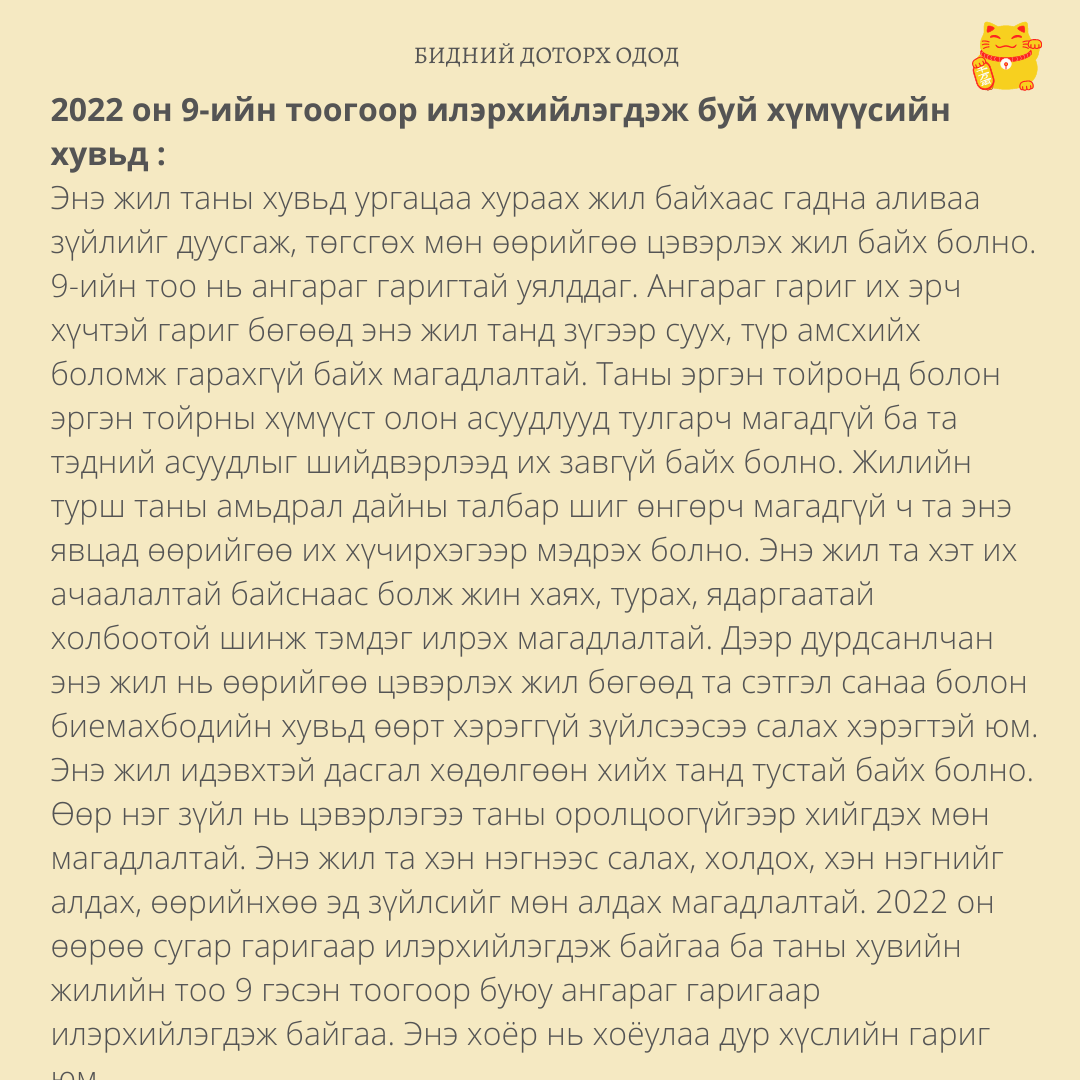 БИДНИЙ ДОТОРХ ОДОД
2022 он 9-ийн тоогоор илэрхийлэгдэж буй хүмүүсийн
хувьд :
Энэ жил таны хувьд ургацаа хураах жил байхаас гадна аливаа
зүйлийг дуусгаж, төгсгөх мөн өөрийгөө цэвэрлэх жил байх болно.
9-ийн тоо нь ангараг гаригтай уялддаг. Ангараг гариг их эрч
хүчтэй гариг бөгөөд энэ жил танд зүгээр суух, түр амсхийх
боломж гарахгүй байх магадлалтай. Таны эргэн тойронд болон
эргэн тойрны хүмүүст олон асуудлууд тулгарч магадгүй ба та
тэдний асуудлыг шийдвэрлээд их завгүй байх болно. Жилийн
турш таны амьдрал дайны талбар шиг өнгөрч магадгүй ч та энэ
явцад өөрийгөө их хүчирхэгээр мэдрэх болно. Энэ жил та хэт их
ачаалалтай байснаас болж жин хаях, турах, ядаргаатай
холбоотой шинж тэмдэг илрэх магадлалтай. Дээр дурдсанлчан
энэ жил нь өөрийгөө цэвэрлэх жил бөгөөд та сэтгэл санаа болон
биемахбодийн хувьд өөрт хэрэггүй зүйлсээсээ салах хэрэгтэй юм.
Энэ жил идэвхтэй дасгал хөдөлгөөн хийх танд тустай байх болно.
Өөр нэг зүйл нь цэвэрлэгээ таны оролцоогүйгээр хийгдэх мөн
магадлалтай. Энэ жил та хэн нэгнээс салах, холдох, хэн нэгнийг
алдах, өөрийнхөө эд зүйлсийг мөн алдах магадлалтай. 2022 он
өөрөө сугар гаригаар илэрхийлэгдэж байгаа ба таны хувийн
жилийн тоо 9 гэсэн тоогоор буюу ангараг гаригаар
илэрхийлэгдэж байгаа. Энэ хоёр нь хоёулаа дур хүслийн гариг
юм